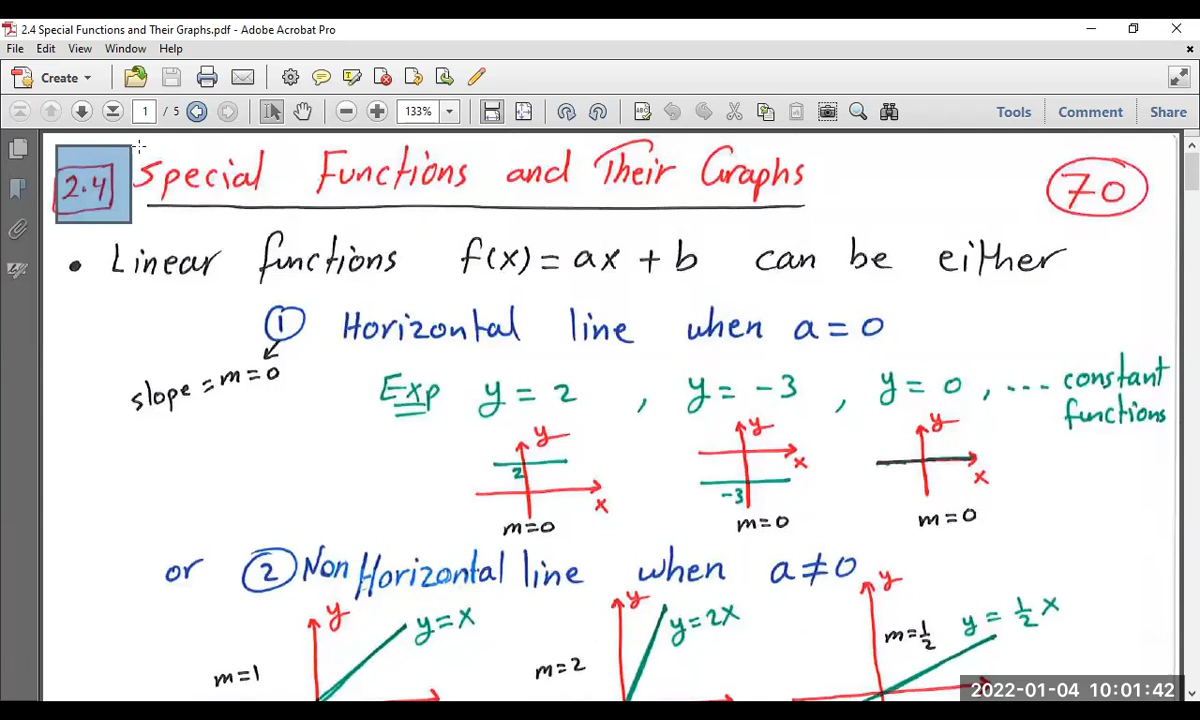 2.4 Special Functions and Their Graphs.pdf - Adobe Acrobat Pro
File Edit View Window Help
Create
1 / 5 133% Tools Comment Share
2.4 Special Functions and Their Graphs 70
• Linear functions f(x) = ax + b can be either
① Horizontal line when a = 0
slope = m = 0
Exp y = 2 , y = -3 , y = 0 , ... constant functions
y y y
2 x -3 x x
m=0 m=0 m=0
or ② Non Horizontal line when a ≠ 0
y y=x y y=2x y y = 1/2 x
m=1 m=2 m=1/2
2022-01-04 10:01:42